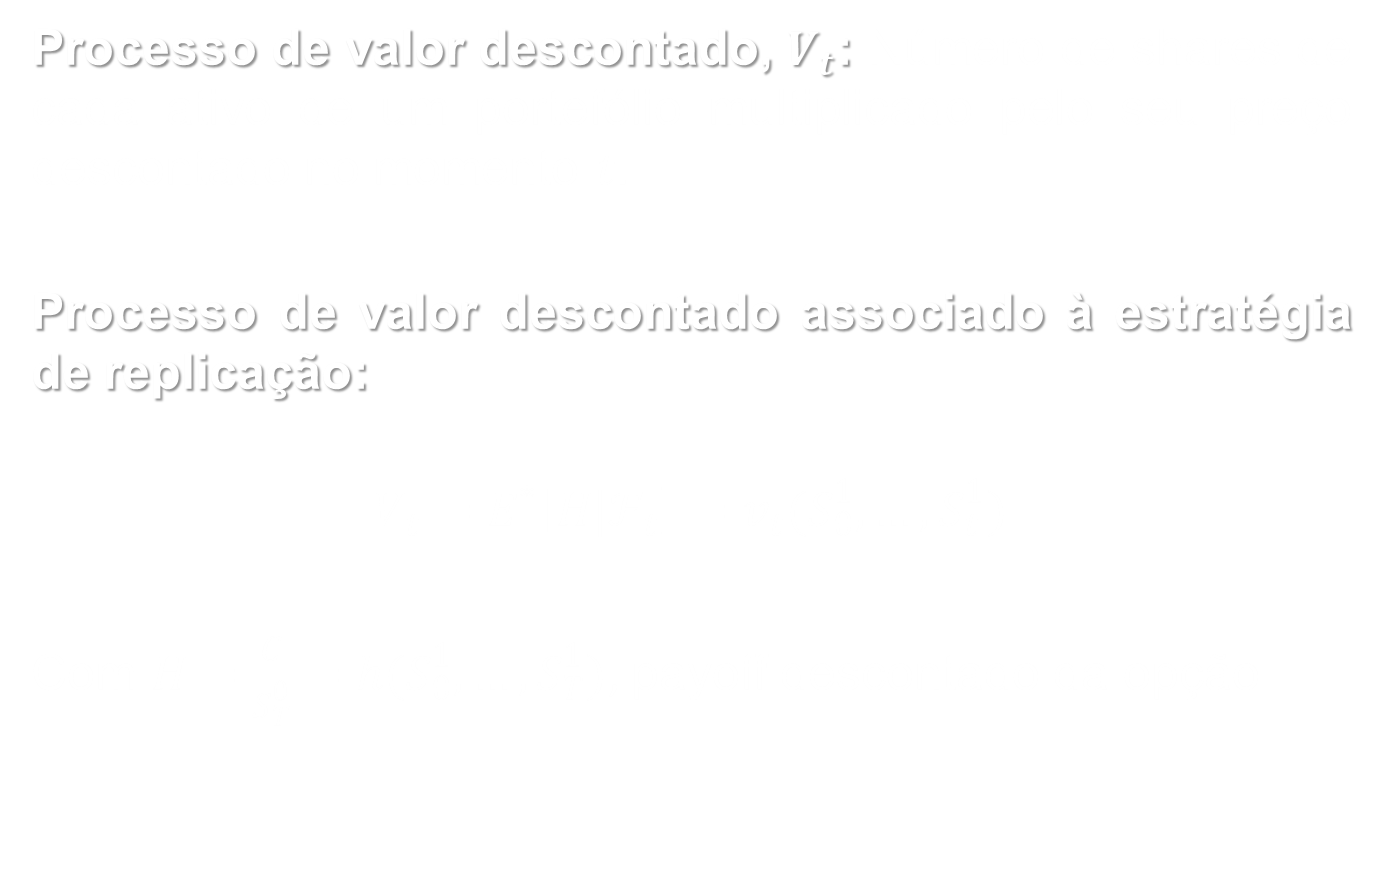 Processo de valor descontado, Vₜ:
Processo de valor descontado associado à estratégia
de replicação: